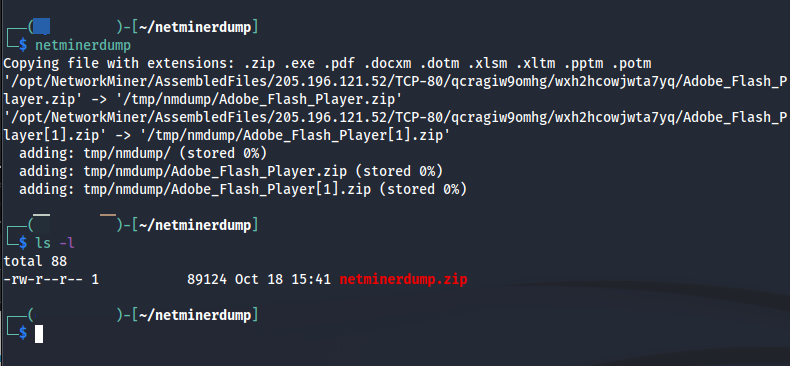 ┌──(          )-[~/netminerdump]
└─$ netminerdump
Copying file with extensions: .zip .exe .pdf .docxm .dotm .xlsm .xltm .pptm .potm
'/opt/NetworkMiner/AssembledFiles/205.196.121.52/TCP-80/qcragiw9omhg/wxh2hcowjwta7yq/Adobe_Flash_P
layer.zip' -> '/tmp/nmdump/Adobe_Flash_Player.zip'
'/opt/NetworkMiner/AssembledFiles/205.196.121.52/TCP-80/qcragiw9omhg/wxh2hcowjwta7yq/Adobe_Flash_P
layer[1].zip' -> '/tmp/nmdump/Adobe_Flash_Player[1].zip'
  adding: tmp/nmdump/ (stored 0%)
  adding: tmp/nmdump/Adobe_Flash_Player.zip (stored 0%)
  adding: tmp/nmdump/Adobe_Flash_Player[1].zip (stored 0%)
┌──(          )-[~/netminerdump]
└─$ ls -l
total 88
-rw-r--r-- 1           89124 Oct 18 15:41 netminerdump.zip
┌──(          )-[~/netminerdump]
└─$